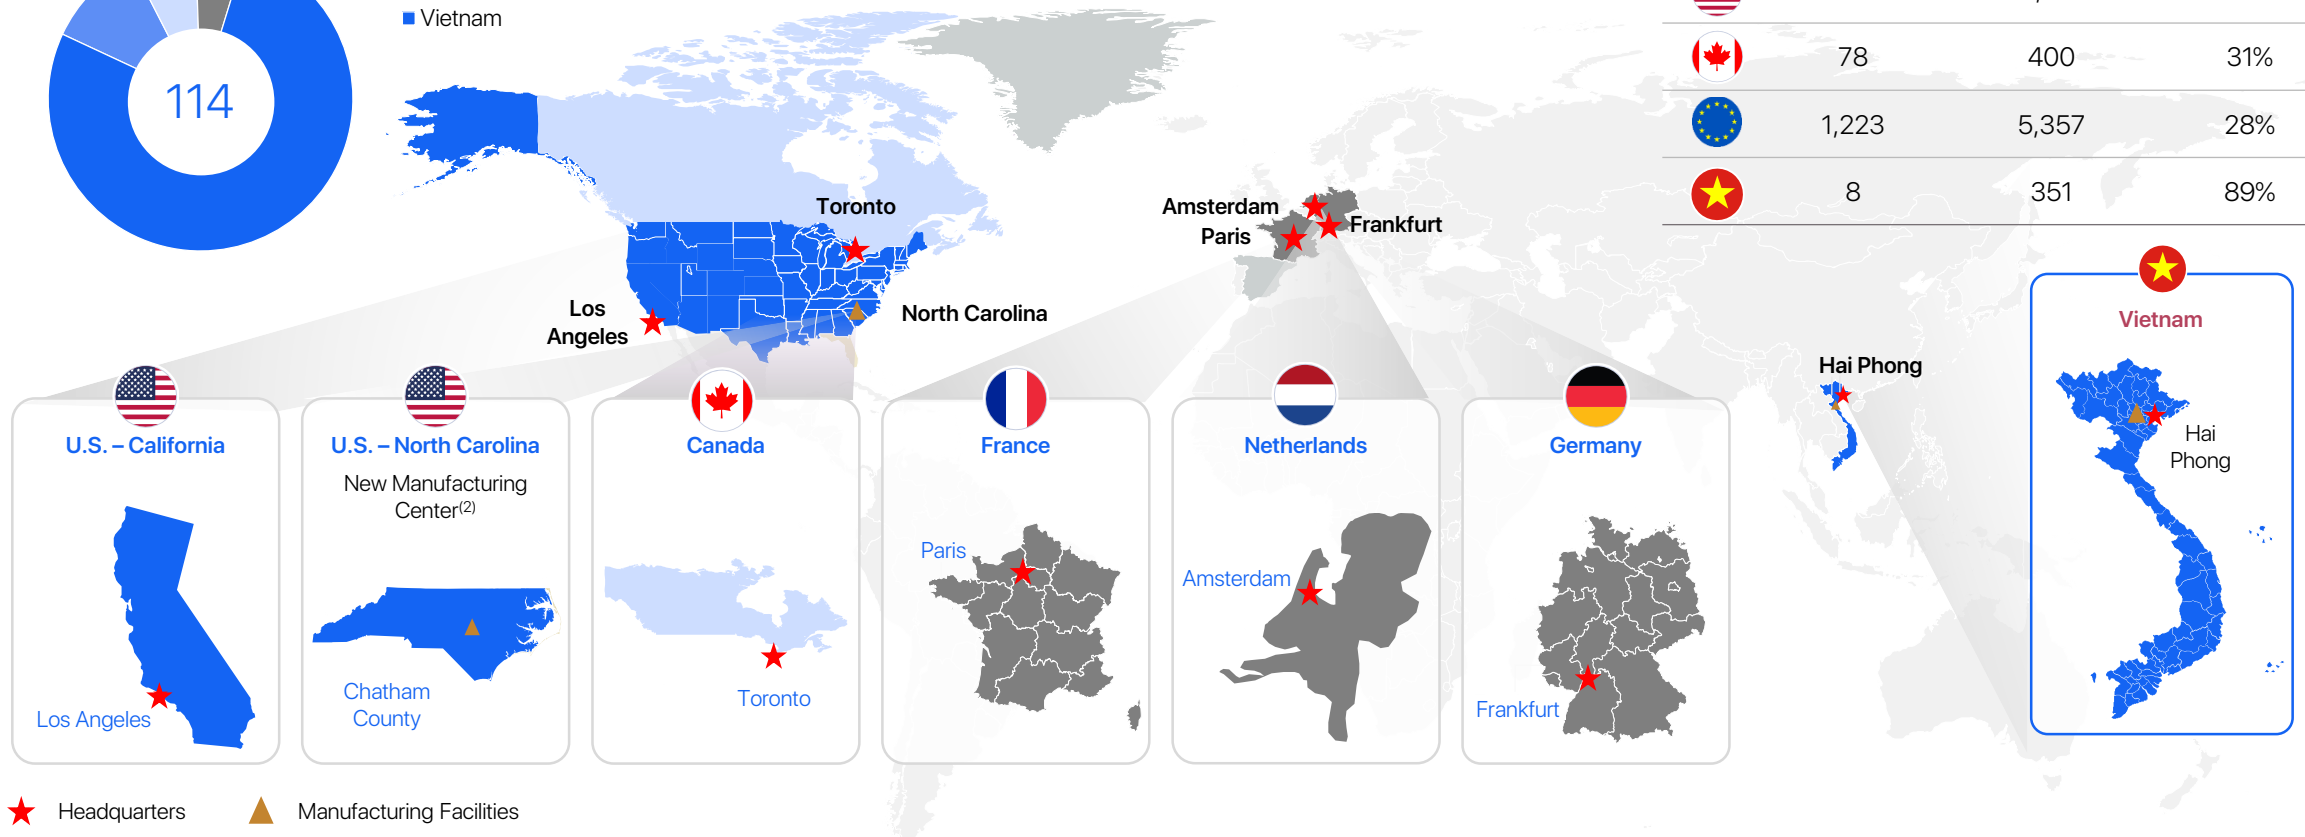 Vietnam
114
78 400 31%
1,223 5,357 28%
8 351 89%
Toronto
Amsterdam
Paris
Frankfurt
Los
Angeles
North Carolina
Hai Phong
U.S. – California
Los Angeles
U.S. – North Carolina
New Manufacturing
Center(2)
Chatham
County
Canada
Toronto
France
Paris
Netherlands
Amsterdam
Germany
Frankfurt
Vietnam
Hai
Phong
Headquarters
Manufacturing Facilities